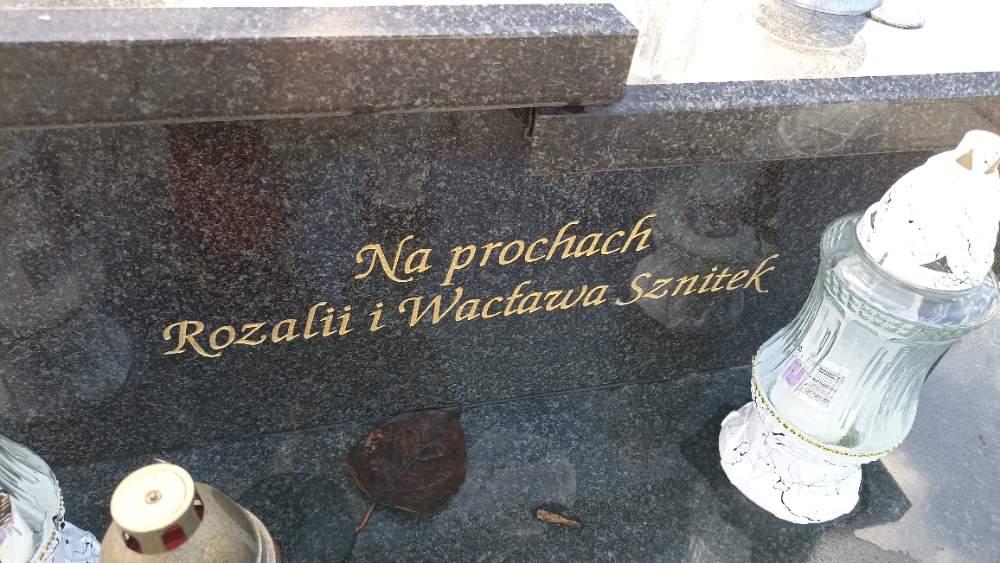 Na prochach
Rozalii i Wacława Sznitek